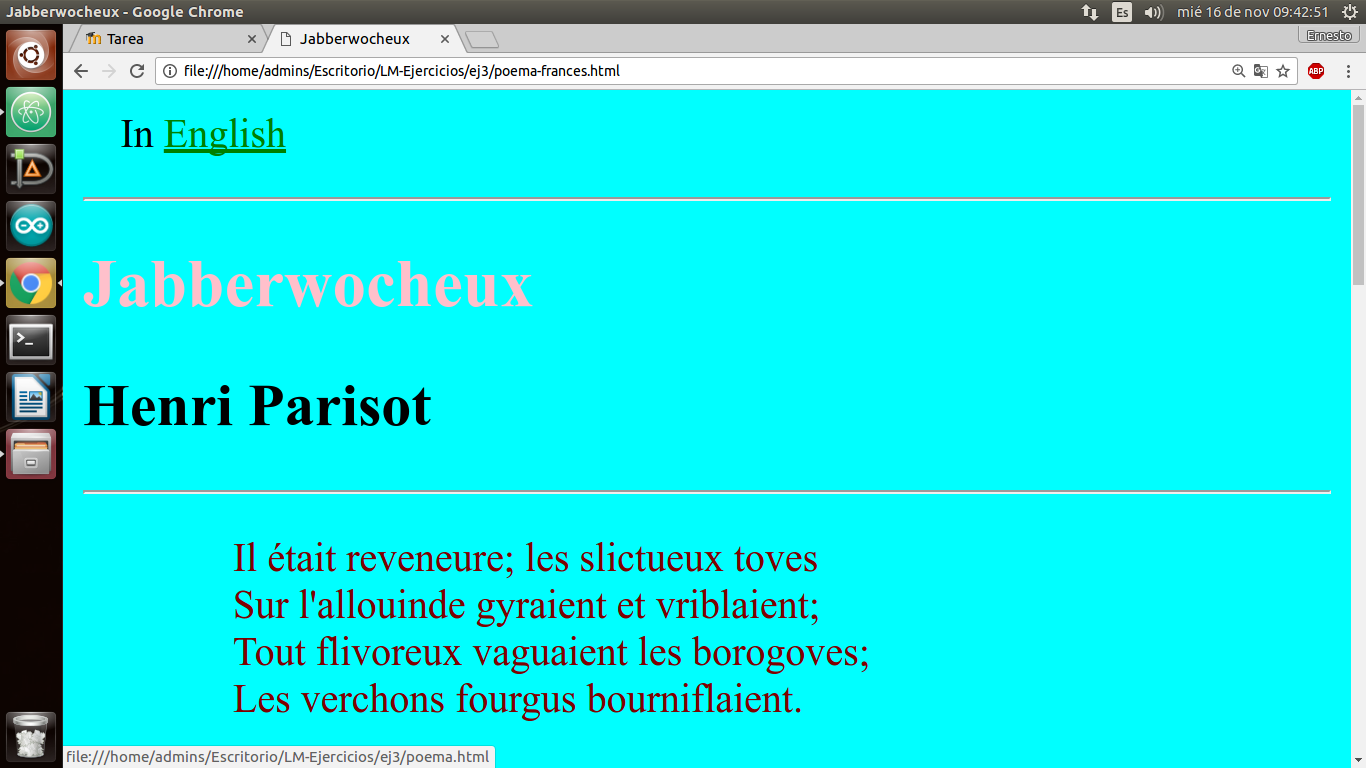 Jabberwocheux - Google Chrome
Es
mié 16 de nov 09:42:51
Tarea
Jabberwocheux
Ernesto
file:///home/admins/Escritorio/LM-Ejercicios/ej3/poema-frances.html
ABP
In English
Jabberwocheux
Henri Parisot
Il était reveneure; les slictueux toves
Sur l'allouinde gyraient et vriblaient;
Tout flivoreux vaguaient les borogoves;
Les verchons fourgus bourniflaient.
file:///home/admins/Escritorio/LM-Ejercicios/ej3/poema.html